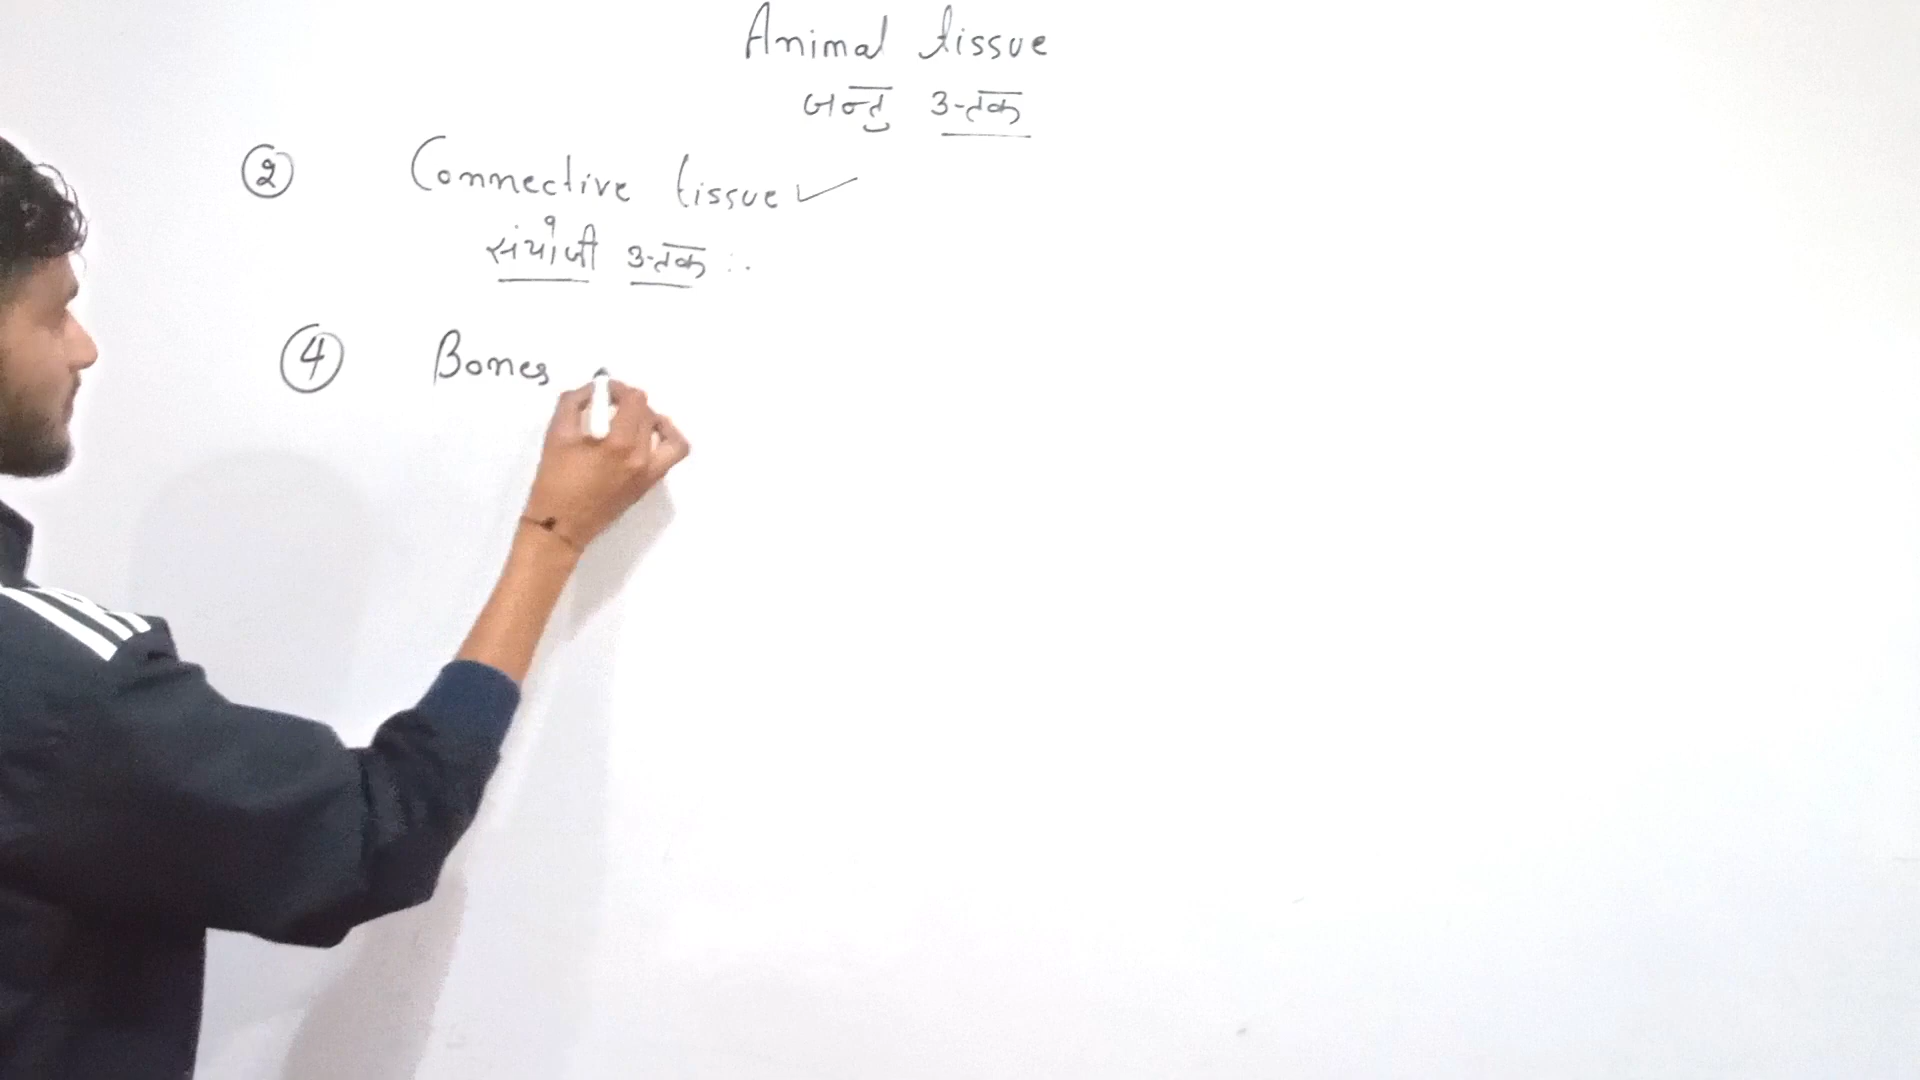 Animal tissue
जन्तु उत्तक
② Connective tissue ✓
संयोजी उत्तक :.
④ Bones